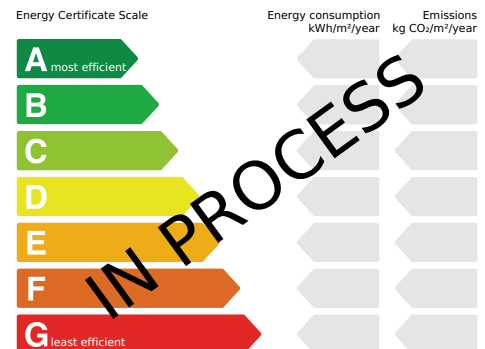 Energy Certificate Scale
Energy consumption
kWh/m²/year
Emissions
kg CO₂/m²/year
A most efficient
B
C
D
E
F
G least efficient
IN PROCESS